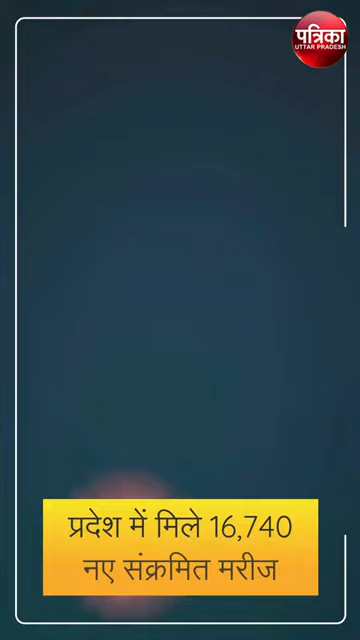 पत्रिका
UTTAR PRADESH
प्रदेश में मिले 16,740
नए संक्रमित मरीज